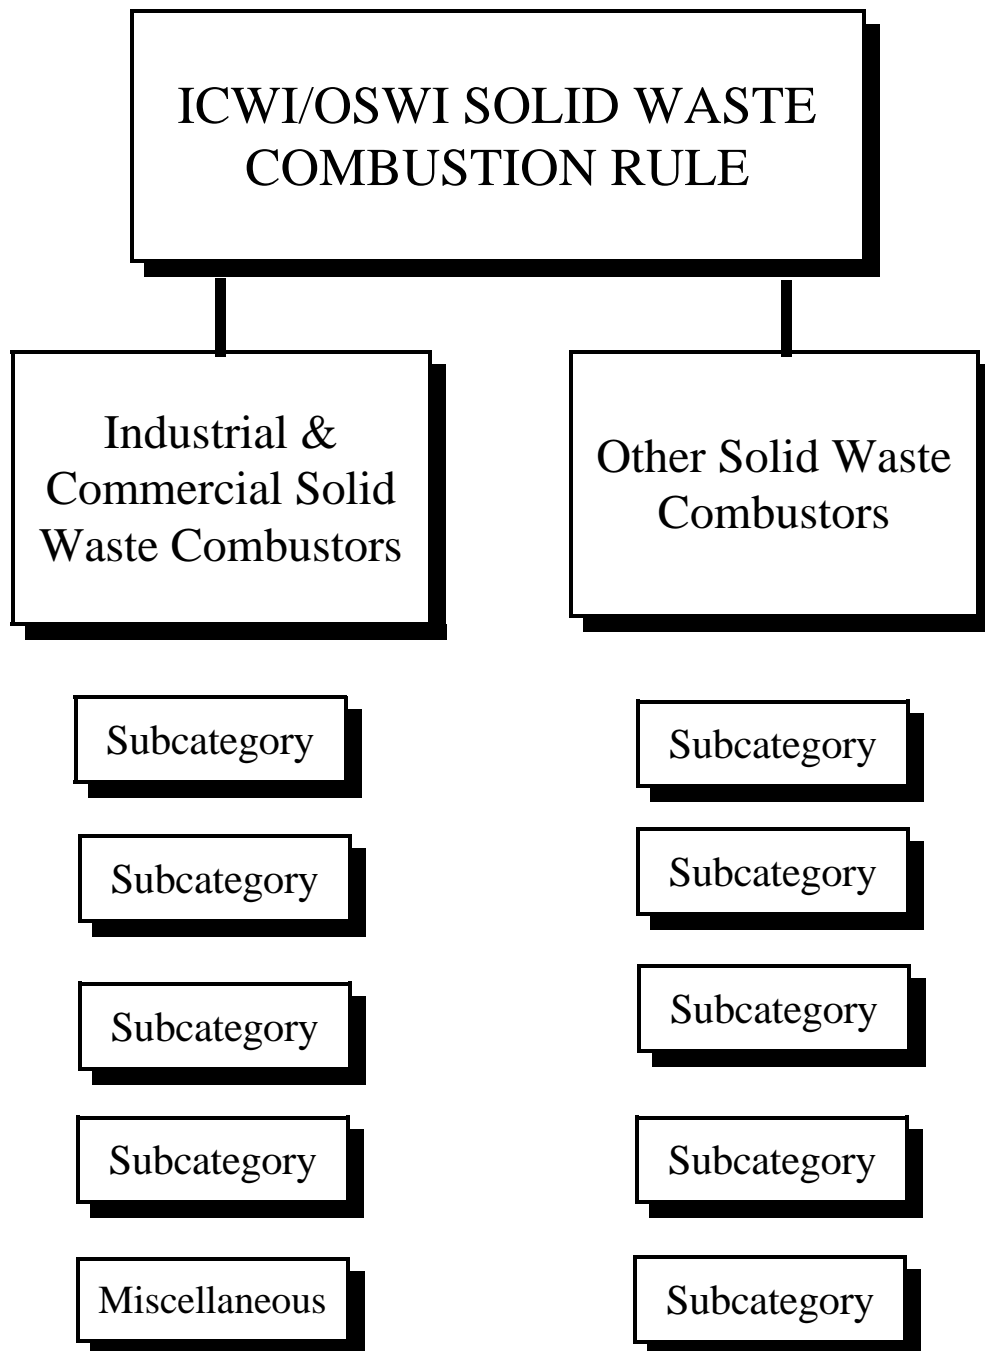 ICWI/OSWI SOLID WASTE
COMBUSTION RULE
Industrial &
Commercial Solid
Waste Combustors
Other Solid Waste
Combustors
Subcategory
Subcategory
Subcategory
Subcategory
Miscellaneous
Subcategory
Subcategory
Subcategory
Subcategory
Subcategory